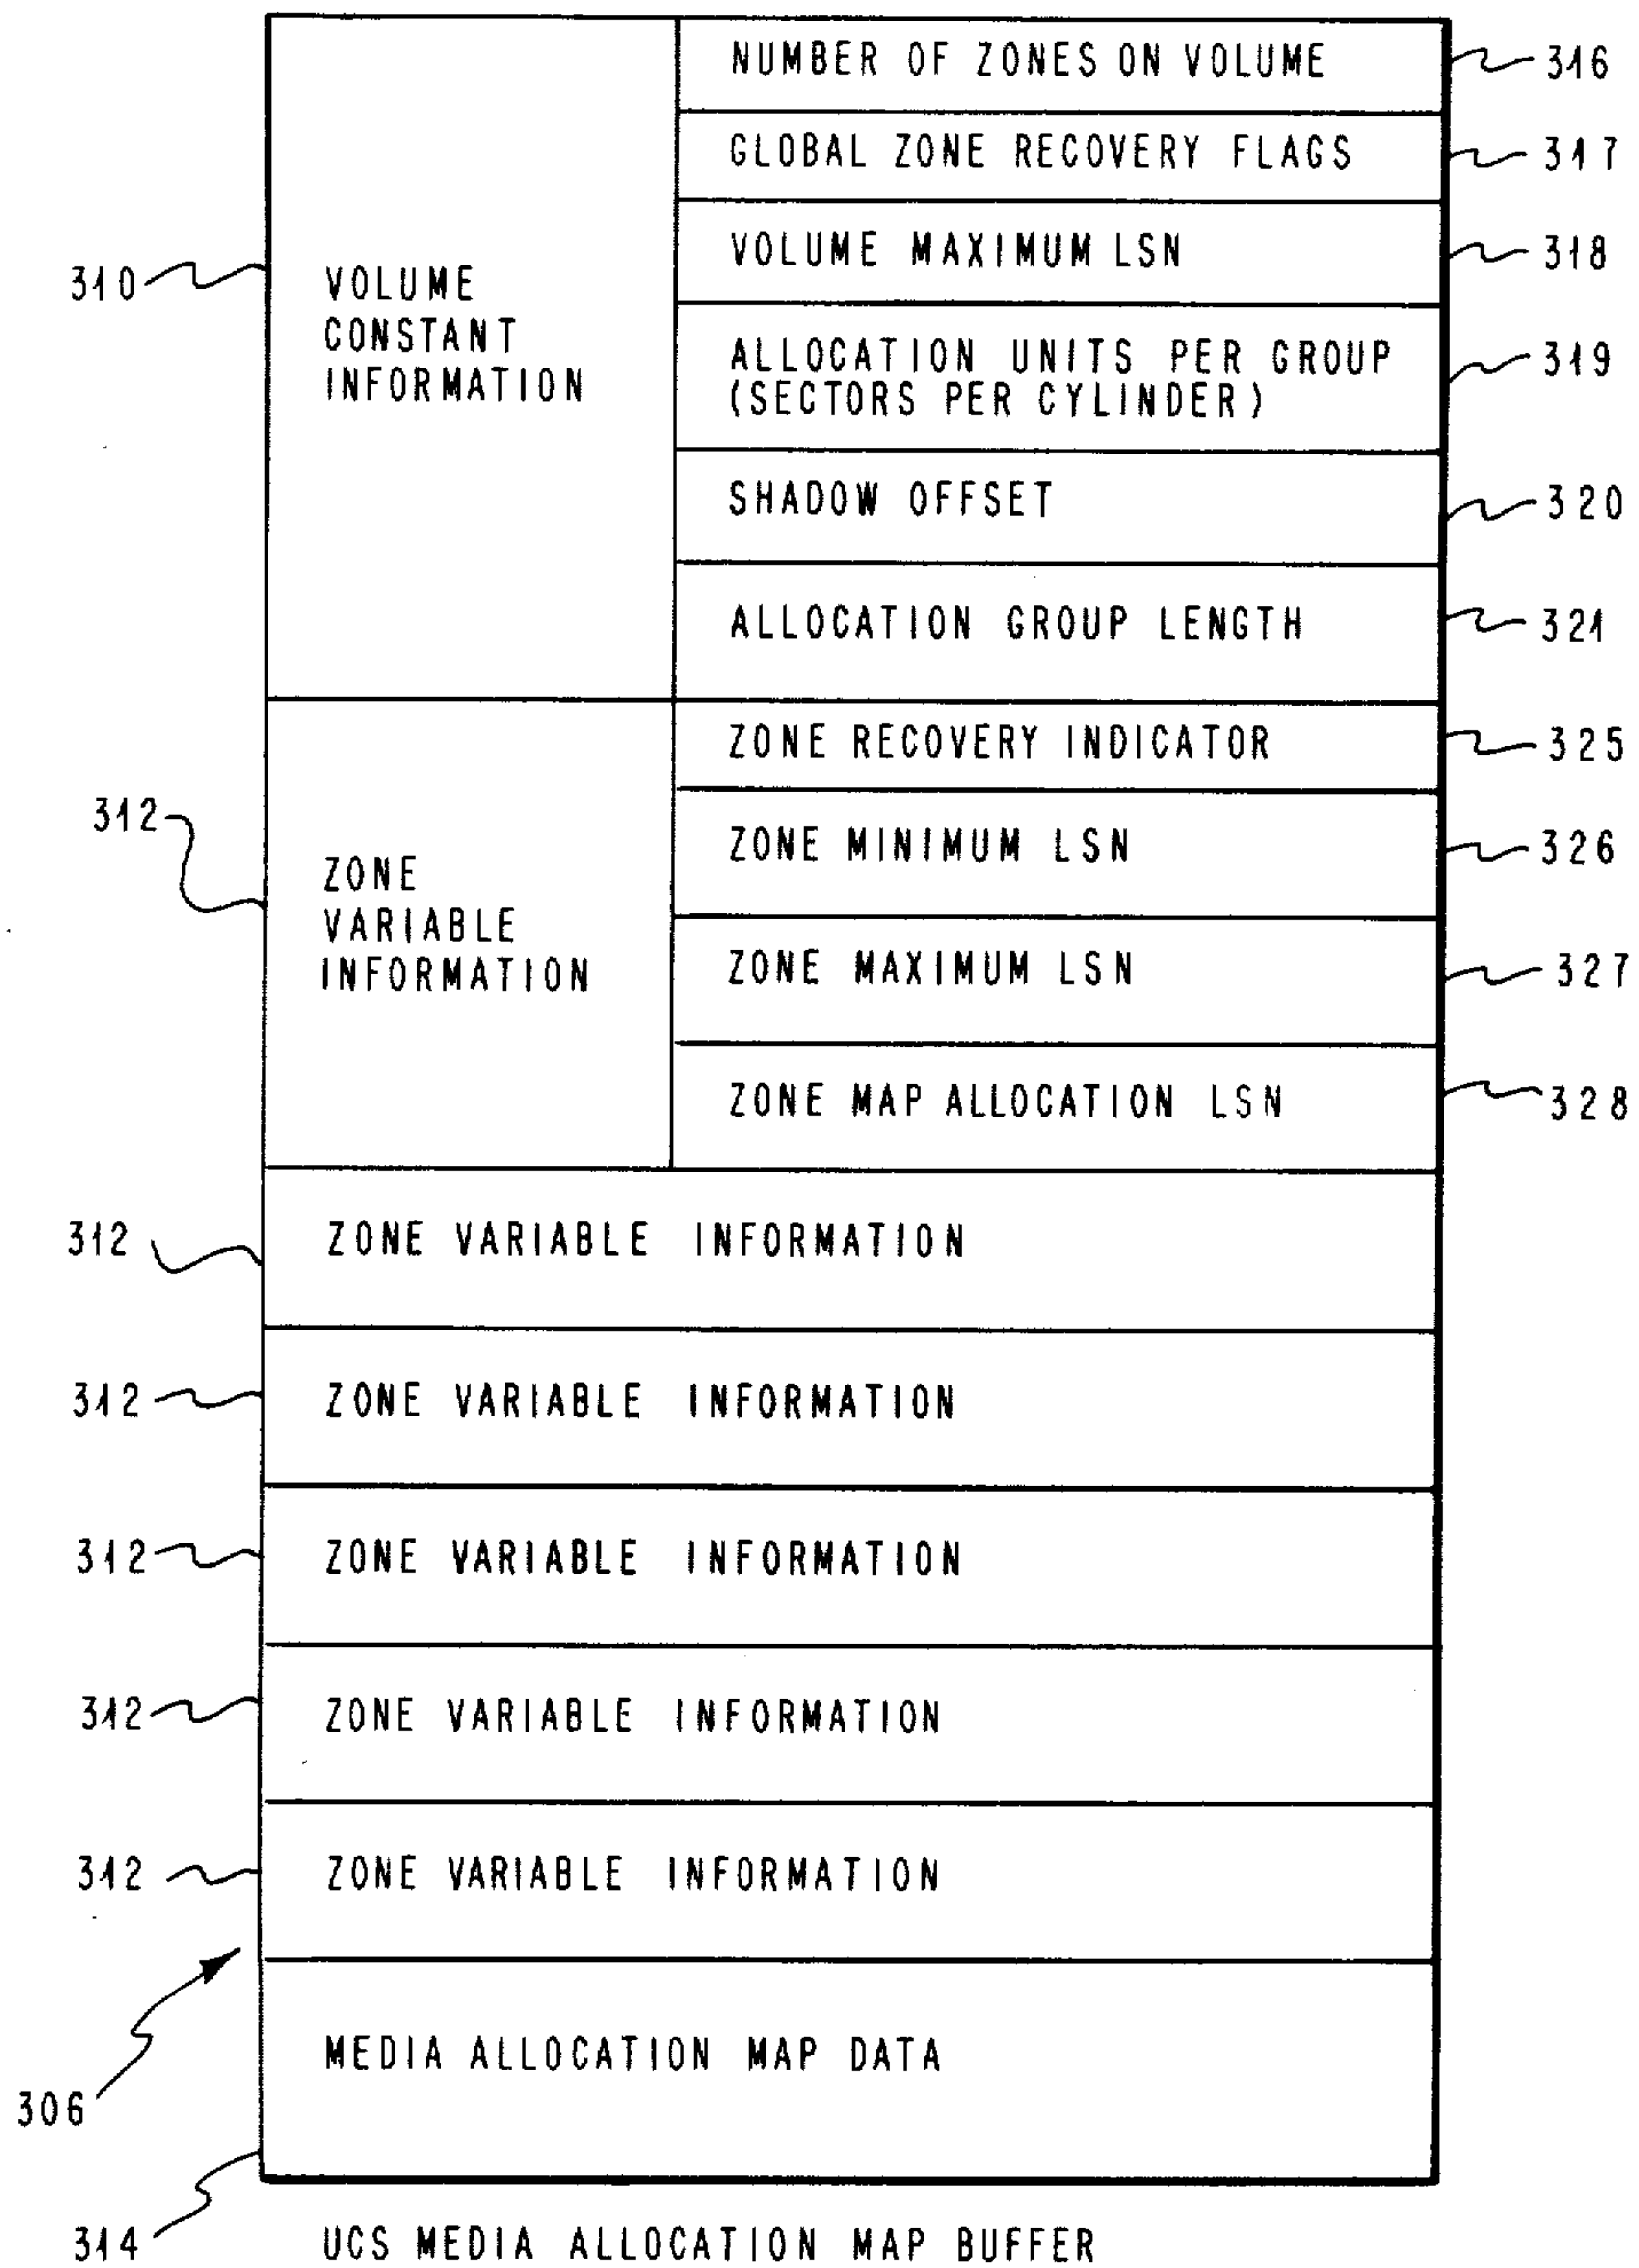 NUMBER OF ZONES ON VOLUME 316
GLOBAL ZONE RECOVERY FLAGS 317
VOLUME MAXIMUM LSN 318
310 VOLUME
CONSTANT
INFORMATION
ALLOCATION UNITS PER GROUP 319
(SECTORS PER CYLINDER)
SHADOW OFFSET 320
ALLOCATION GROUP LENGTH 321
ZONE RECOVERY INDICATOR 325
312 ZONE
VARIABLE
INFORMATION
ZONE MINIMUM LSN 326
ZONE MAXIMUM LSN 327
ZONE MAP ALLOCATION LSN 328
312 ZONE VARIABLE INFORMATION
312 ZONE VARIABLE INFORMATION
312 ZONE VARIABLE INFORMATION
312 ZONE VARIABLE INFORMATION
312 ZONE VARIABLE INFORMATION
MEDIA ALLOCATION MAP DATA
306
314 UCS MEDIA ALLOCATION MAP BUFFER